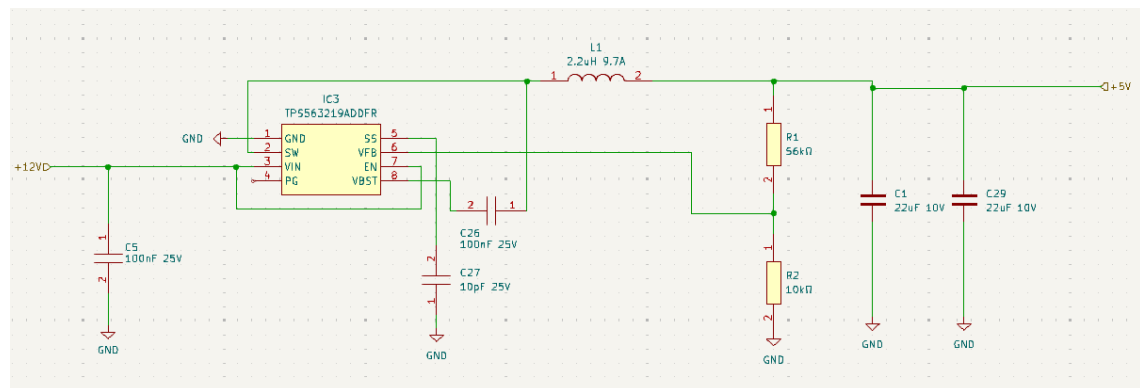 L1
2.2uH 9.7A
1 2
IC3
TPS563219ADDFR
GND
1 GND SS 5
2 SW VFB 6
3 VIN EN 7
4 PG VBST 8
+12V
+5V
1
R1
56kΩ
2
C1
22uF 10V
C29
22uF 10V
2 1
C26
100nF 25V
1
C5
100nF 25V
2
2
C27
10pF 25V
1
1
R2
10kΩ
2
GND
GND
GND
GND
GND